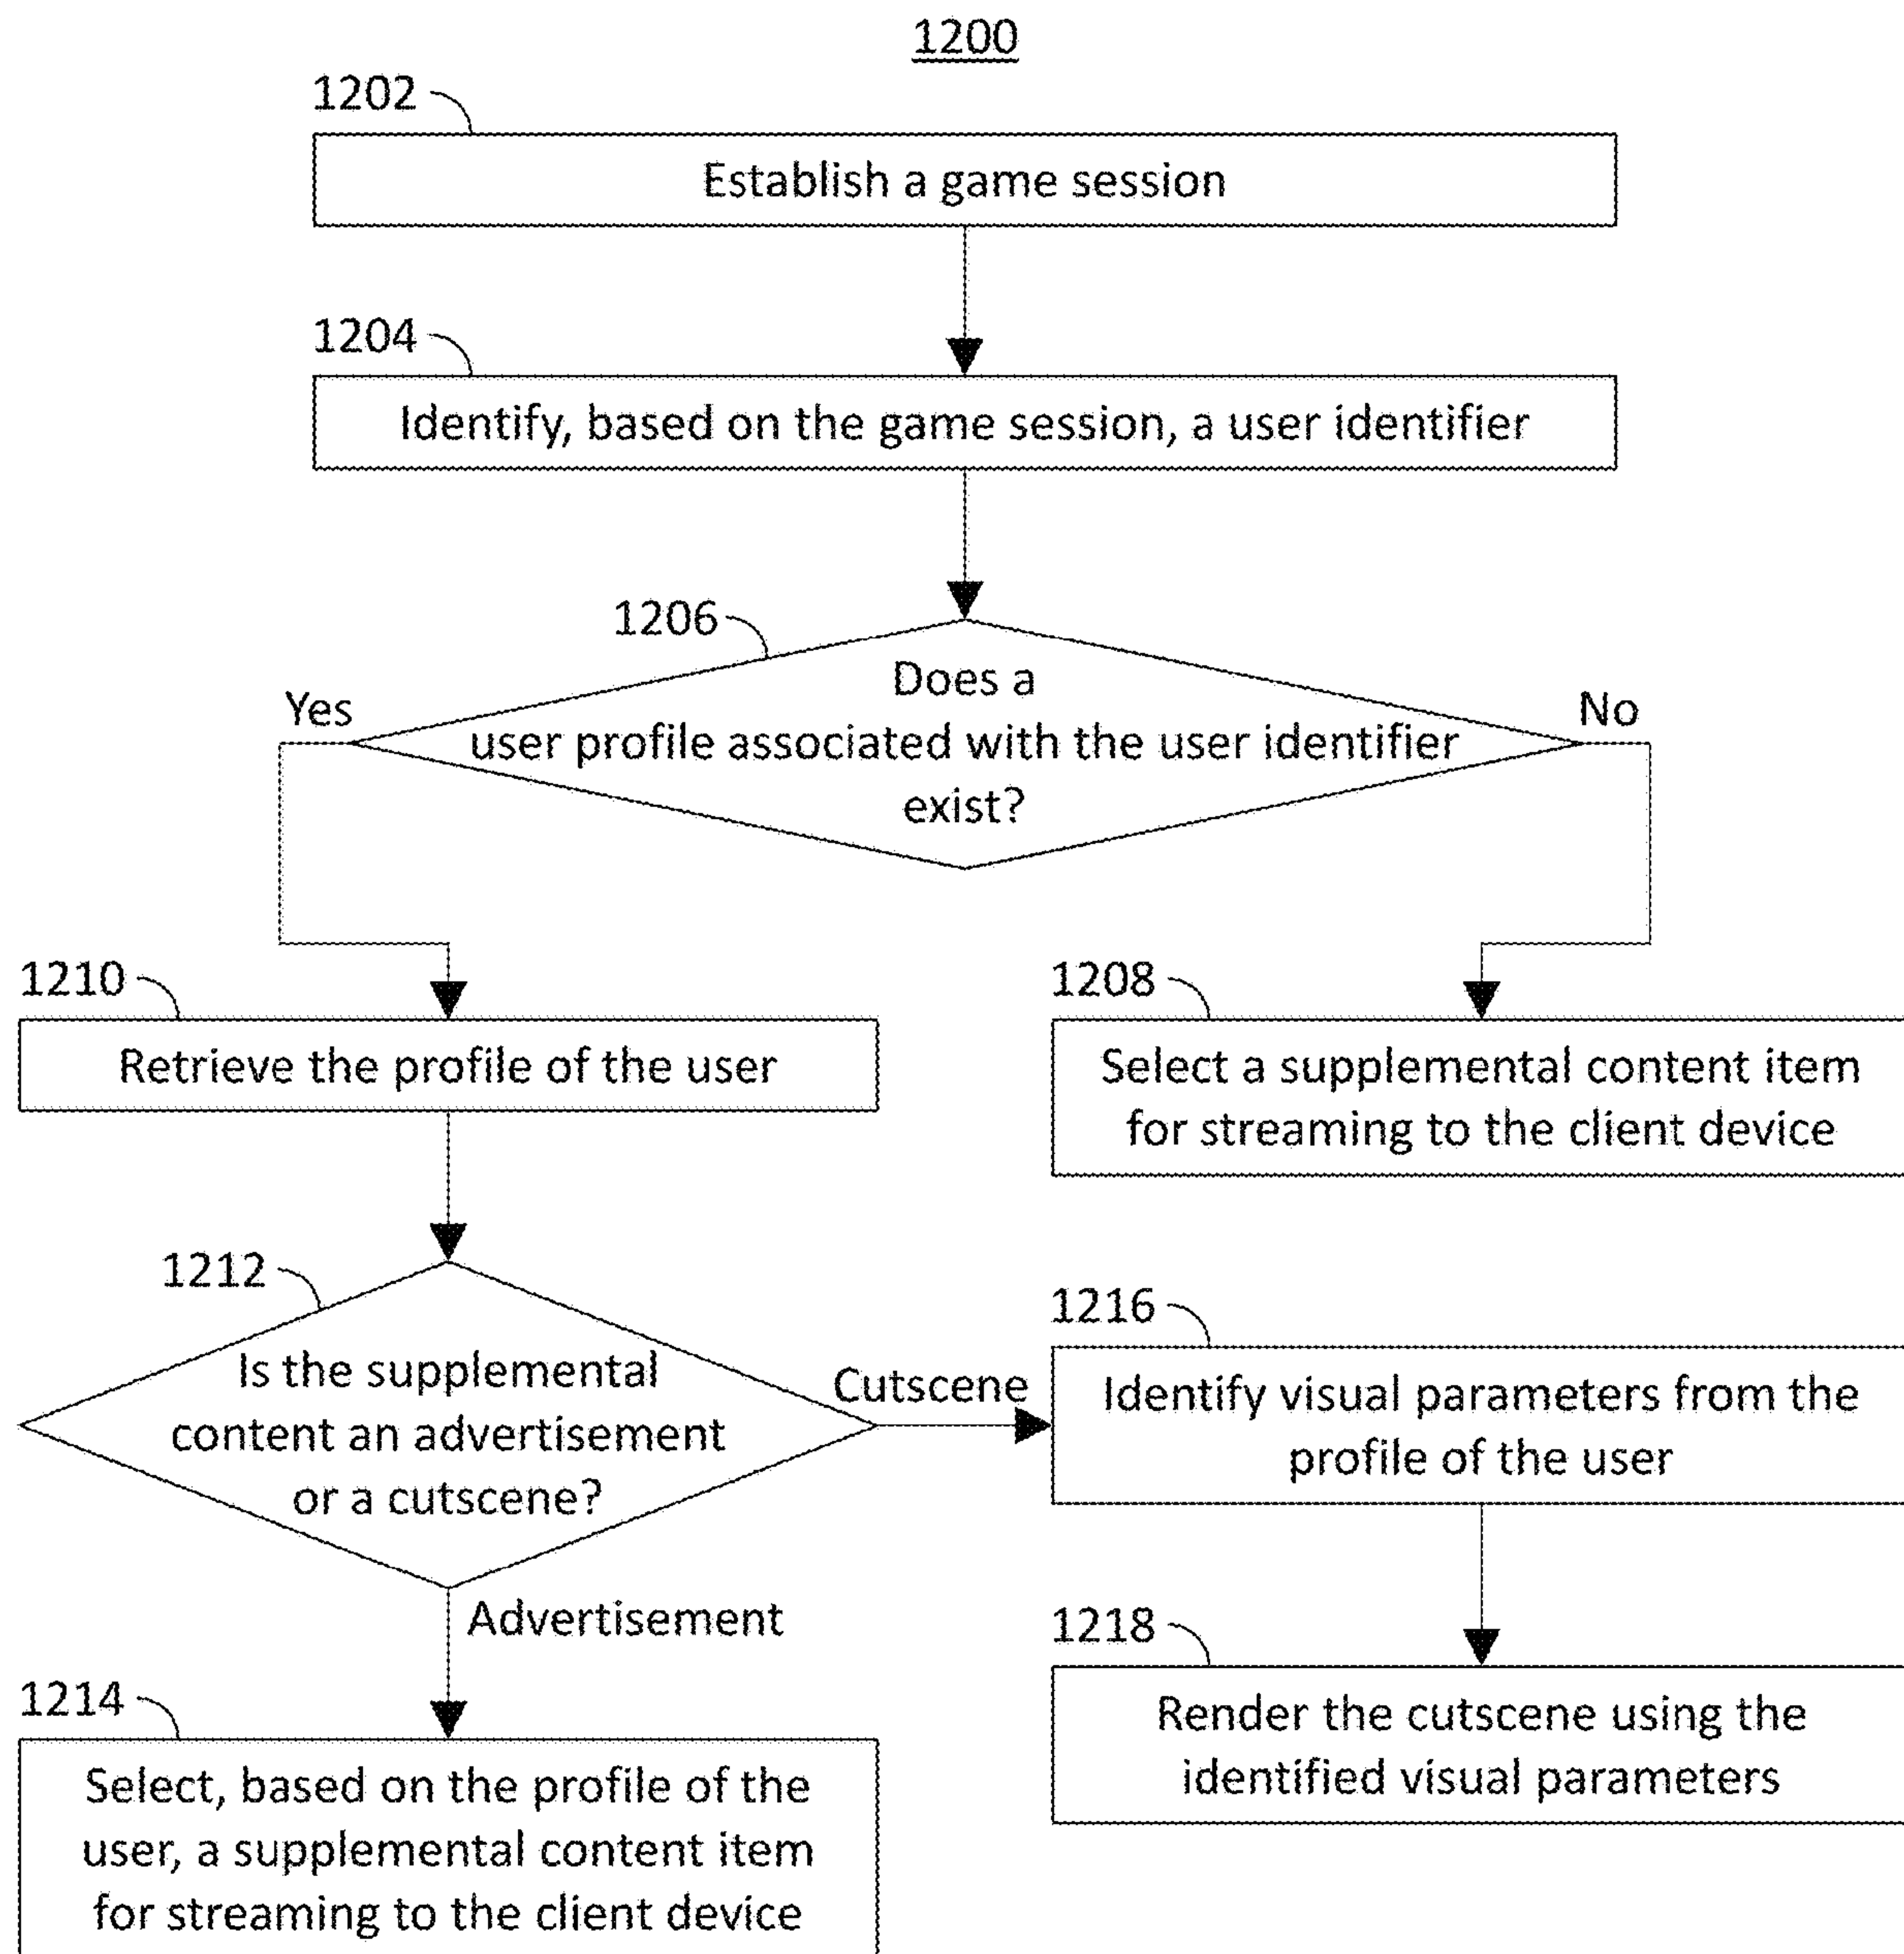 1200
1202
Establish a game session
1204
Identify, based on the game session, a user identifier
1206
Does a
user profile associated with the user identifier
exist?
Yes
No
1210
Retrieve the profile of the user
1208
Select a supplemental content item
for streaming to the client device
1212
Is the supplemental
content an advertisement
or a cutscene?
Cutscene
Advertisement
1216
Identify visual parameters from the
profile of the user
1214
Select, based on the profile of the
user, a supplemental content item
for streaming to the client device
1218
Render the cutscene using the
identified visual parameters